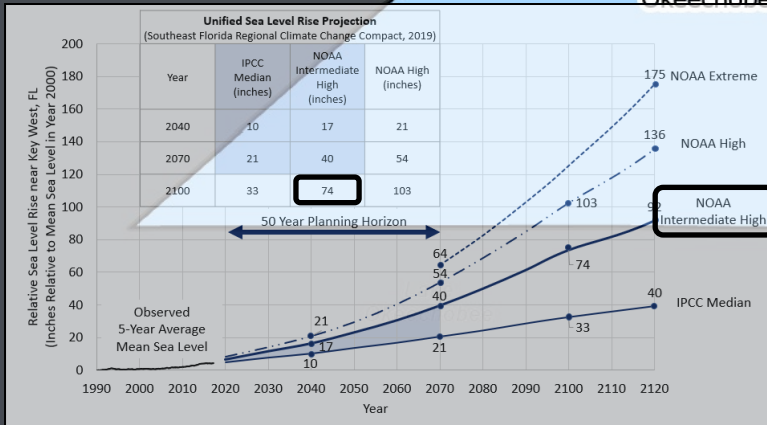 Unified Sea Level Rise Projection
(Southeast Florida Regional Climate Change Compact, 2019)
Year
IPCC
Median
(inches)
NOAA
Intermediate
High
(inches)
NOAA High
(inches)
2040 10 17 21
2070 21 40 54
2100 33 74 103
Relative Sea Level Rise near Key West, FL
(Inches Relative to Mean Sea Level in Year 2000)
200
180
160
140
120
100
80
60
40
20
0
50 Year Planning Horizon
Observed
5-Year Average
Mean Sea Level
175 NOAA Extreme
136
NOAA High
103
92
NOAA
Intermediate High
74
64
54
40
40
IPCC Median
33
21
21
17
10
1990 2000 2010 2020 2030 2040 2050 2060 2070 2080 2090 2100 2110 2120
Year